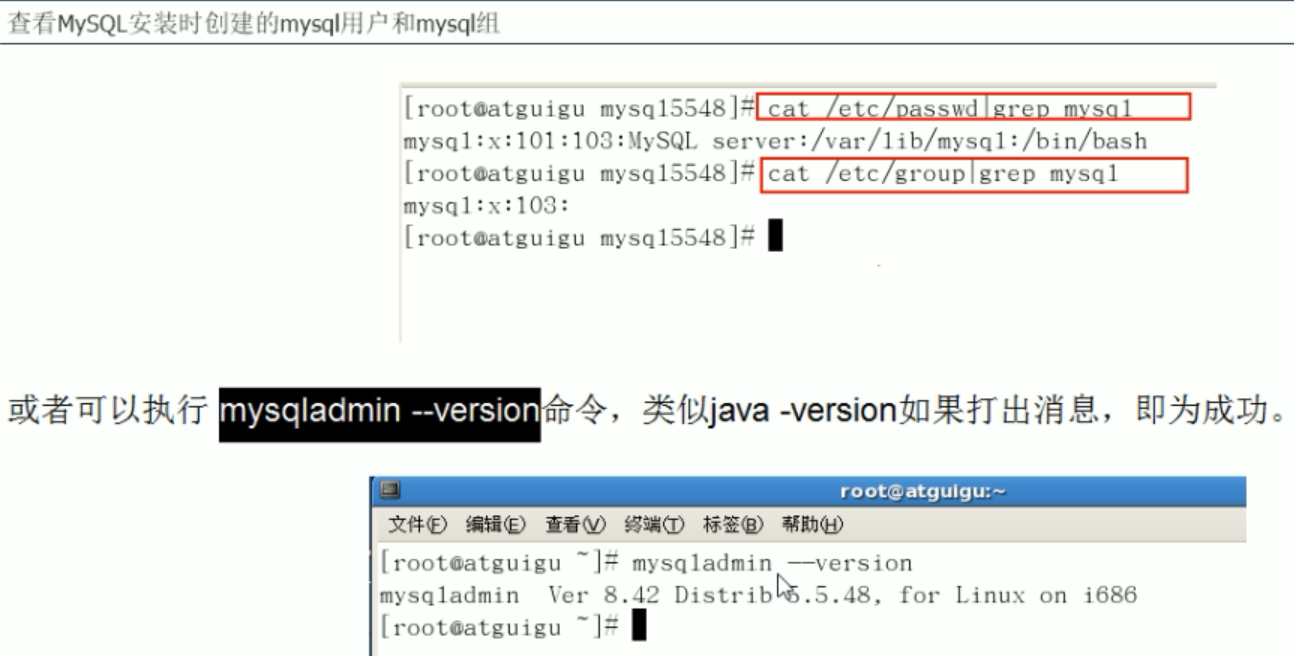 查看MySQL安装时创建的mysql用户和mysql组
[root@atguigu mysql5548]# cat /etc/passwd|grep mysql
mysql:x:101:103:MySQL server:/var/lib/mysql:/bin/bash
[root@atguigu mysql5548]# cat /etc/group|grep mysql
mysql:x:103:
[root@atguigu mysql5548]#
或者可以执行 mysqladmin --version命令，类似java -version如果打出消息，即为成功。
root@atguigu:~
文件(F) 编辑(E) 查看(V) 终端(T) 标签(B) 帮助(H)
[root@atguigu ~]# mysqladmin --version
mysqladmin Ver 8.42 Distrib 5.5.48, for Linux on i686
[root@atguigu ~]#